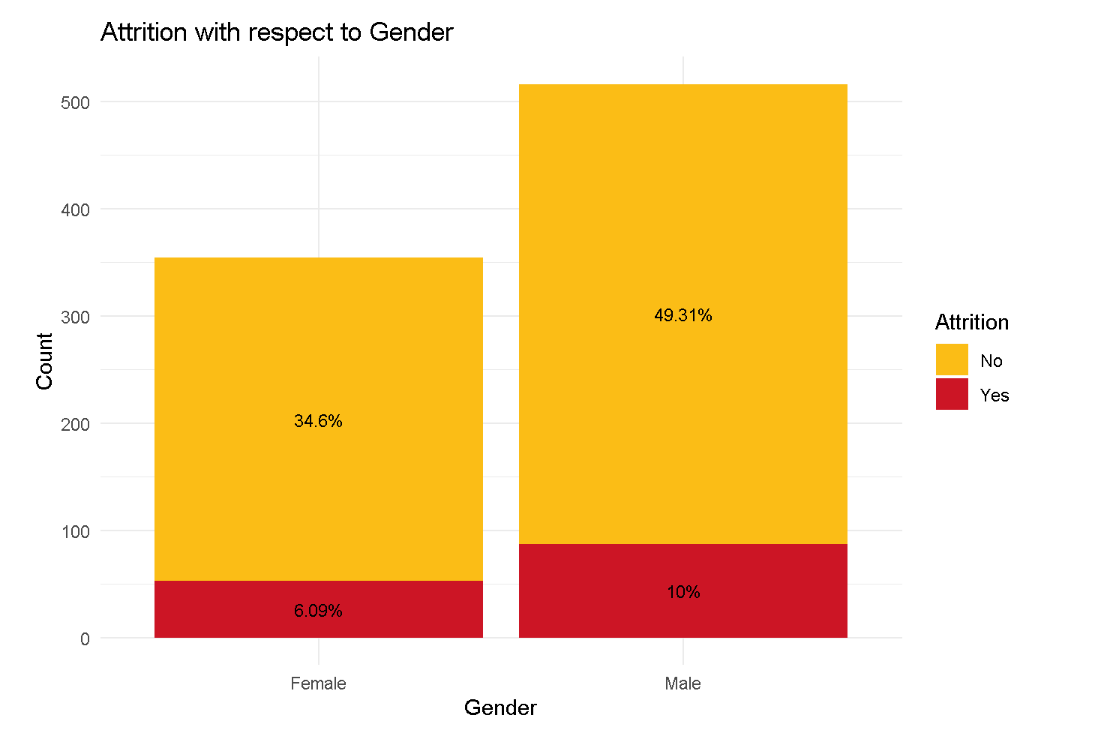 Attrition with respect to Gender
500
400
300
200
100
0
Count
34.6%
6.09%
49.31%
10%
Female
Male
Gender
Attrition
No
Yes